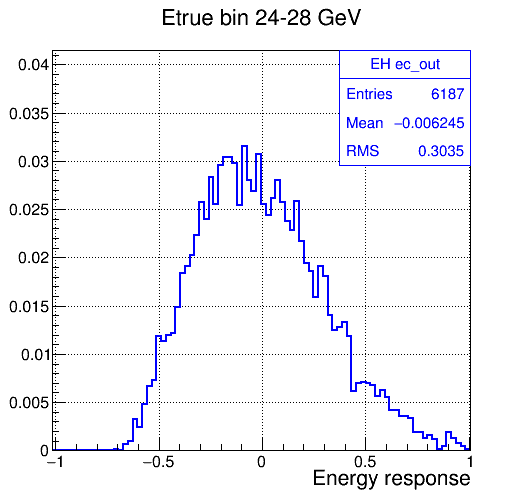 Etrue bin 24-28 GeV
EH ec_out
Entries 6187
Mean −0.006245
RMS 0.3035
0.04
0.035
0.03
0.025
0.02
0.015
0.01
0.005
0
−1 −0.5 0 0.5 1
Energy response